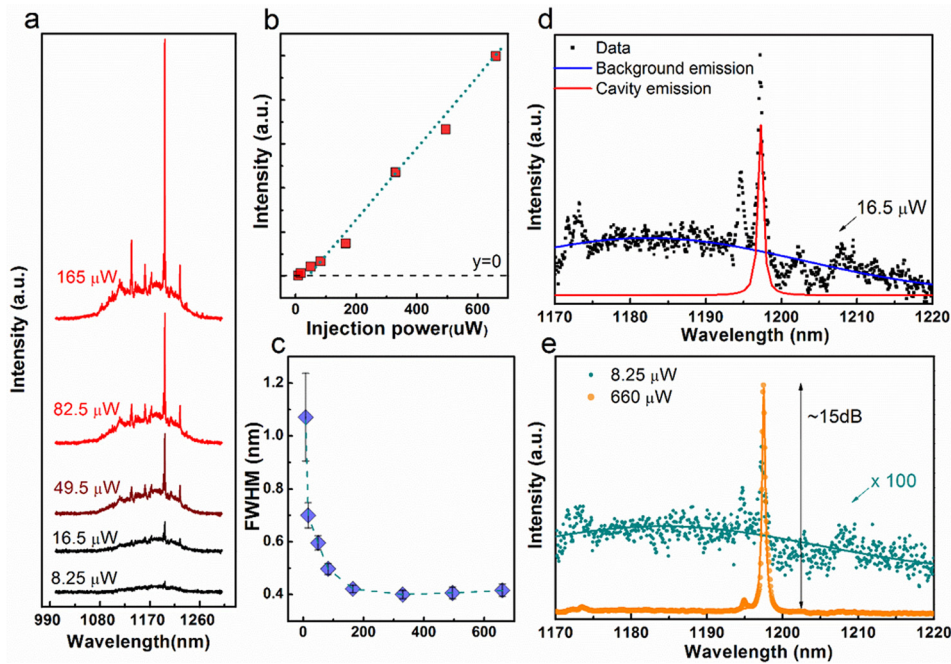 a
Intensity (a.u.)
165 μW
82.5 μW
49.5 μW
16.5 μW
8.25 μW
990 1080 1170 1260
Wavelength(nm)
b
Intensity (a.u.)
y=0
0 200 400 600
Injection power(uW)
c
FWHM (nm)
1.2
1.0
0.8
0.6
0.4
0 200 400 600
d
Intensity (a.u.)
Data
Background emission
Cavity emission
16.5 μW
1170 1180 1190 1200 1210 1220
Wavelength (nm)
e
Intensity (a.u.)
8.25 μW
660 μW
~15dB
x 100
1170 1180 1190 1200 1210 1220
Wavelength (nm)